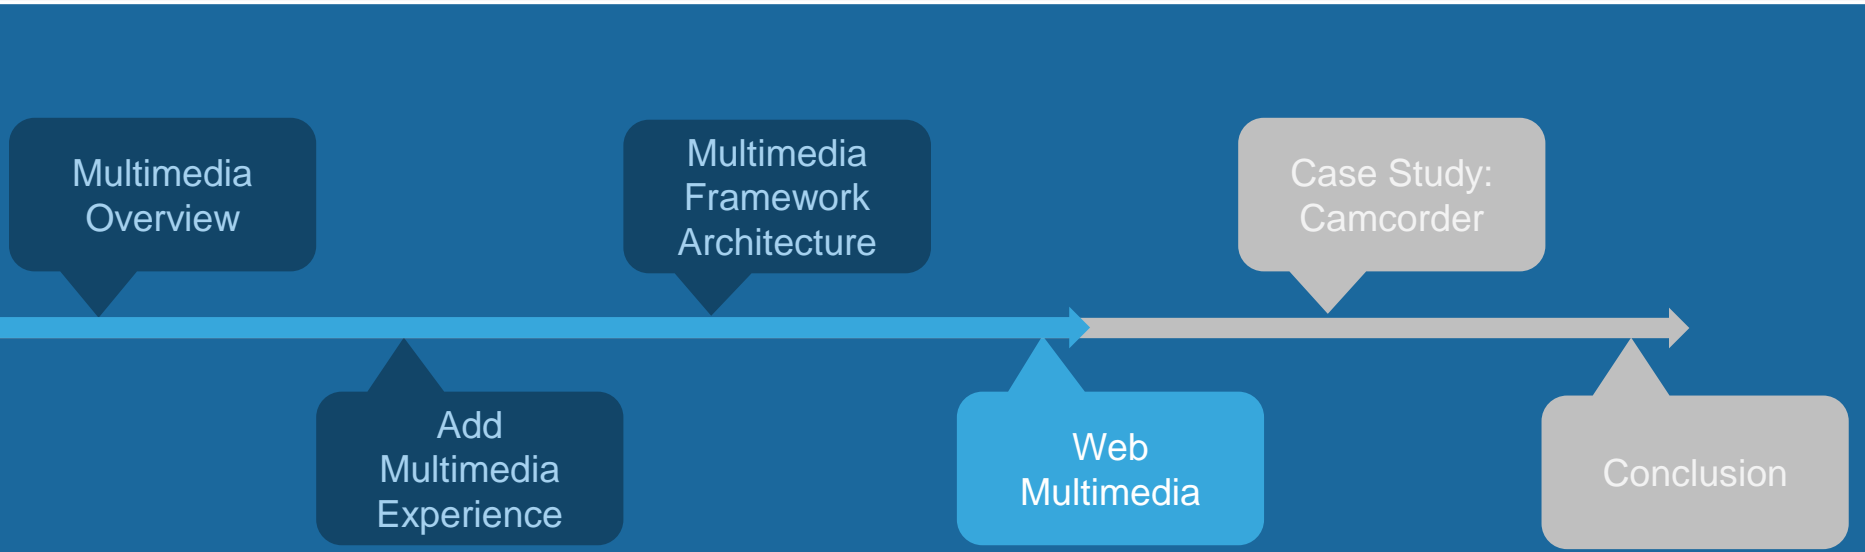 Multimedia
Overview
Add
Multimedia
Experience
Multimedia
Framework
Architecture
Web
Multimedia
Case Study:
Camcorder
Conclusion